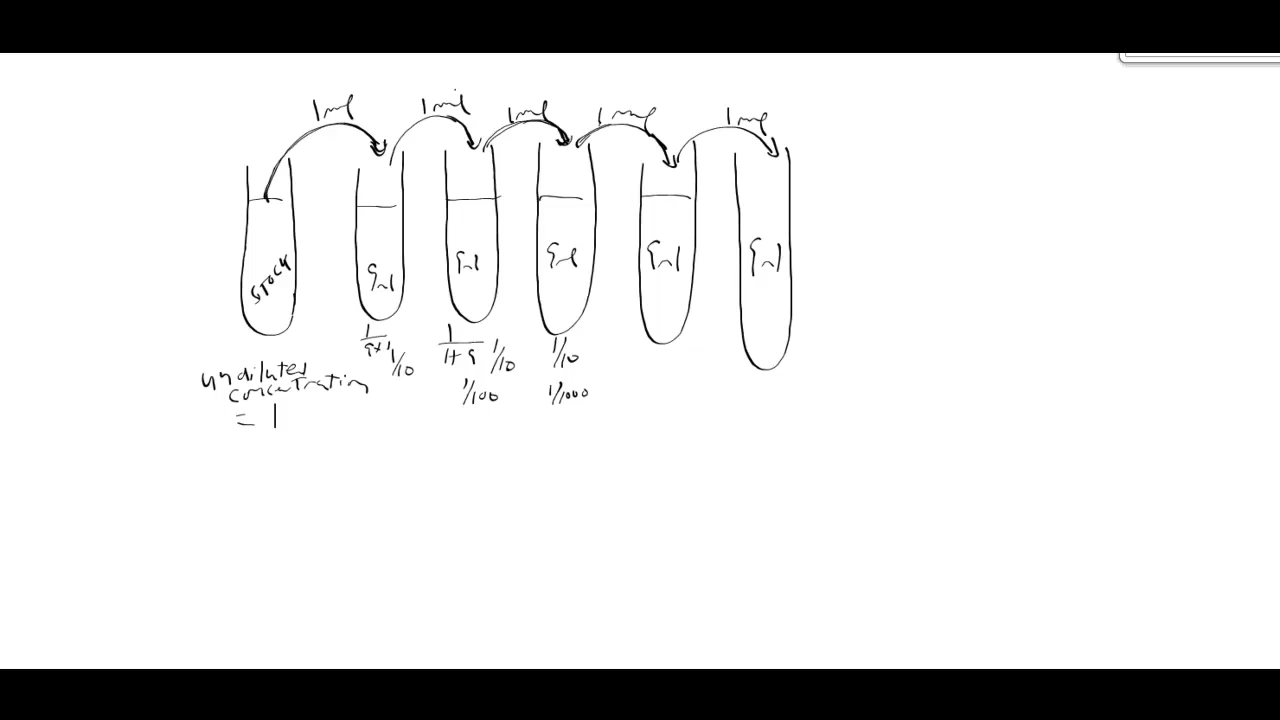 1ml 1ml 1ml 1ml 1ml
STOCK 9ml 9ml 9ml 9ml 9ml
1/9+1 1/10 1/1+9 1/10 1/10
1/100 1/1000
undiluted
concentration
= 1